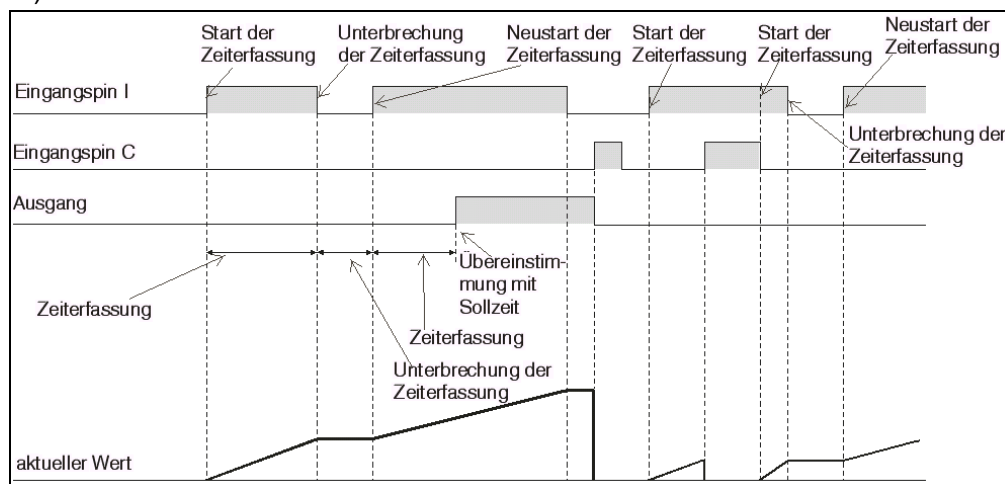 Start der
Zeiterfassung
Unterbrechung
der Zeiterfassung
Neustart der
Zeiterfassung
Start der
Zeiterfassung
Start der
Zeiterfassung
Neustart der
Zeiterfassung
Eingangspin I
Unterbrechung der
Zeiterfassung
Eingangspin C
Ausgang
Übereinstim-
mung mit
Sollzeit
Zeiterfassung
Zeiterfassung
Unterbrechung der
Zeiterfassung
aktueller Wert